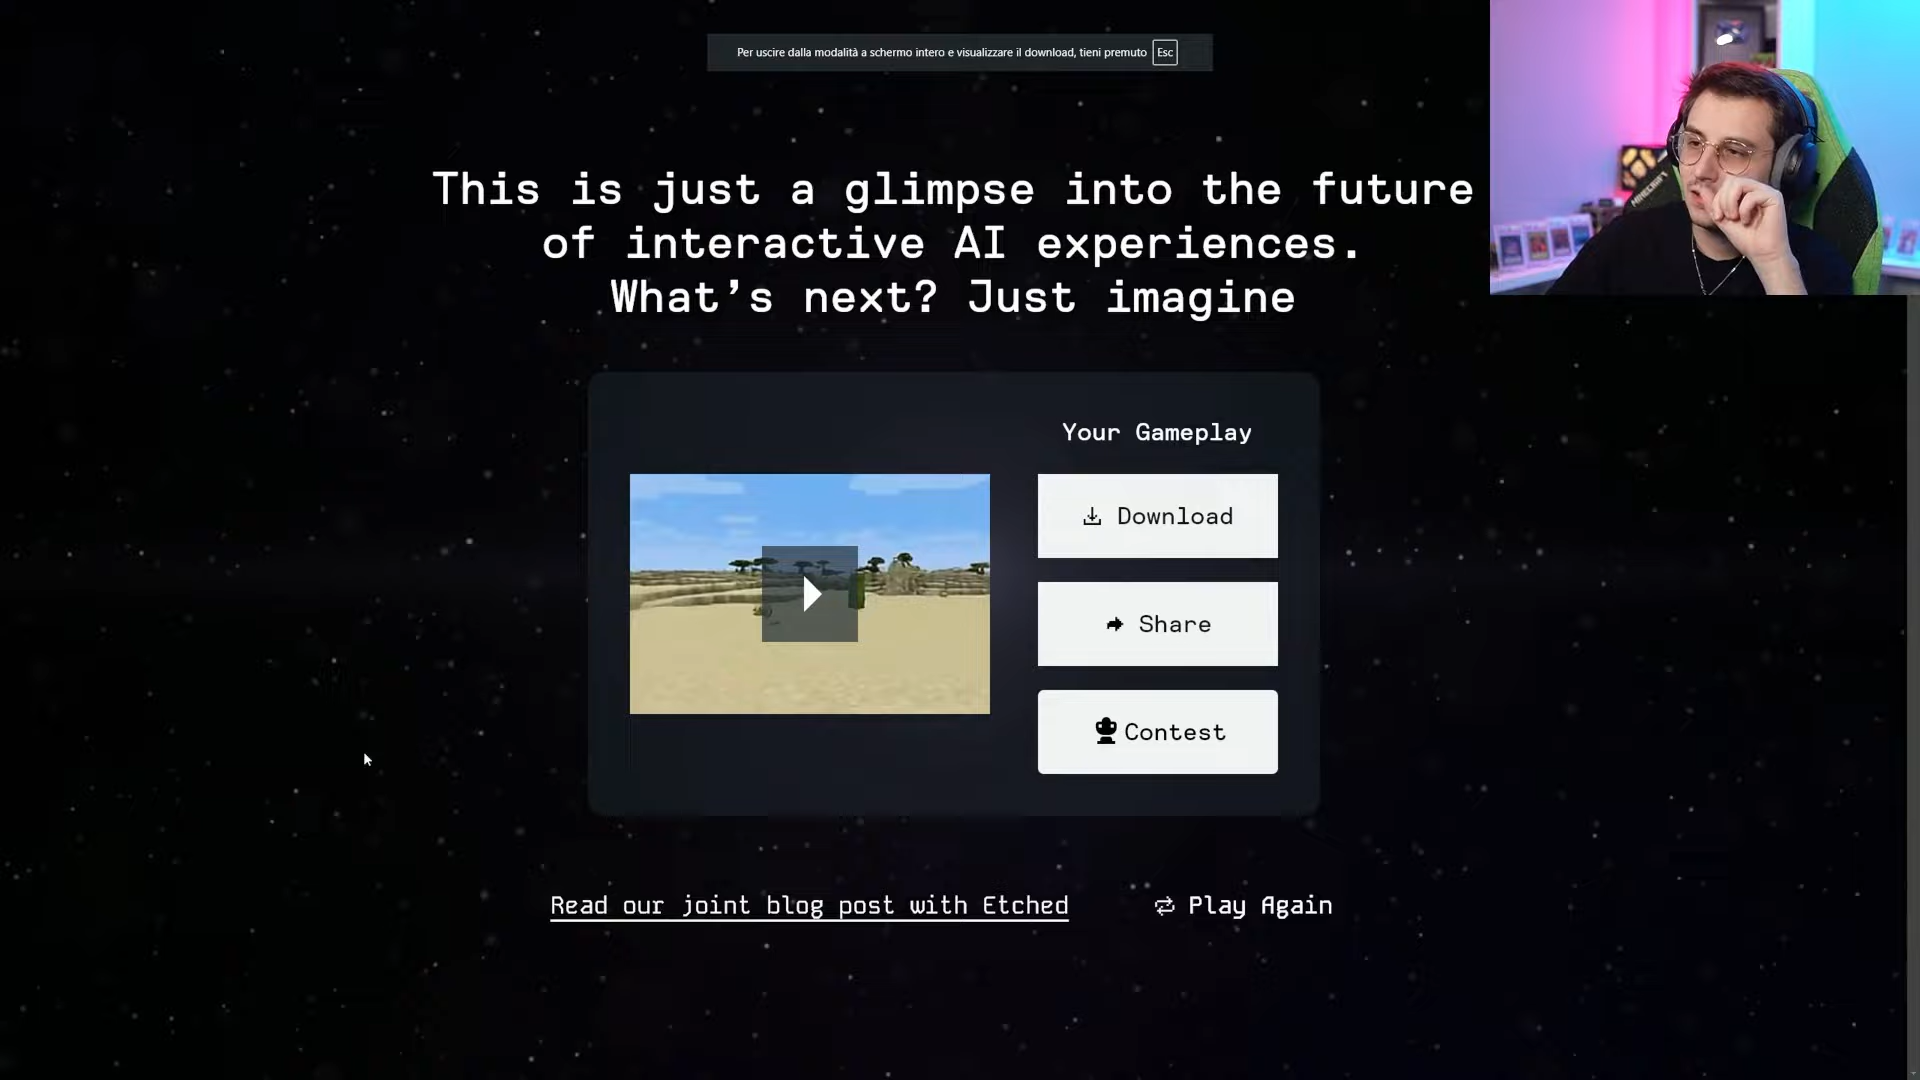 Per uscire dalla modalità a schermo intero e visualizzare il download, tieni premuto Esc
This is just a glimpse into the future
of interactive AI experiences.
What's next? Just imagine
MINECRAFT
Your Gameplay
Download
Share
Contest
Read our joint blog post with Etched
Play Again